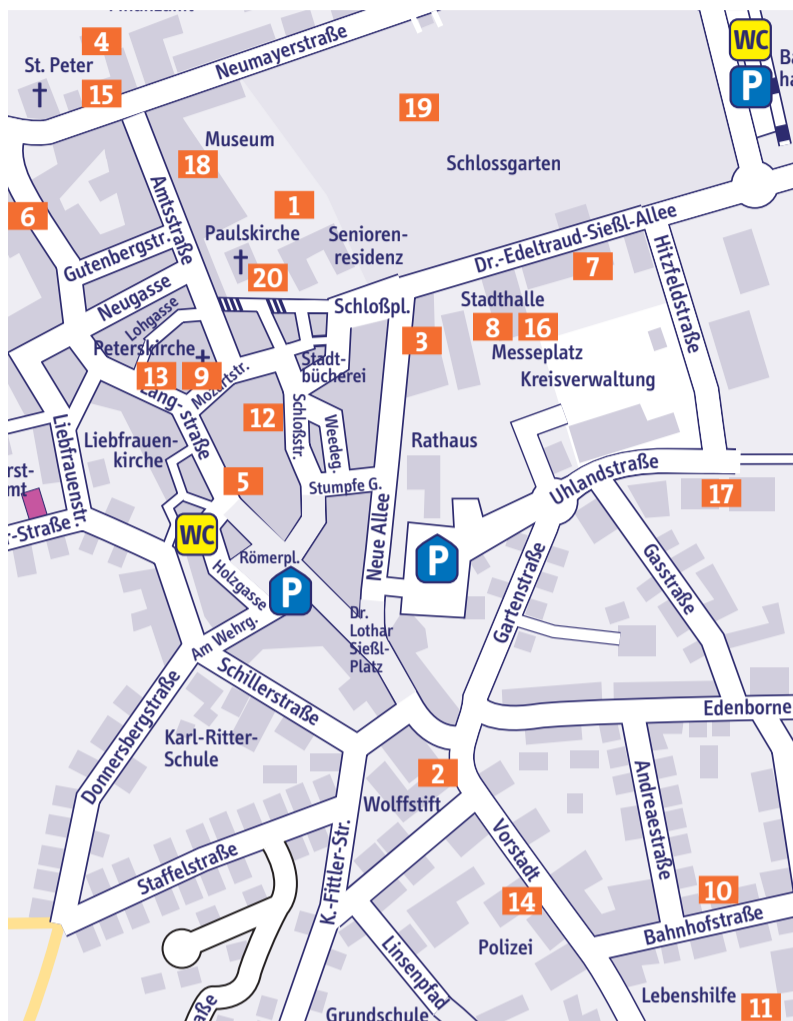 4
St. Peter
15
Neumayerstraße
WC
P
19
Museum
18
Schlossgarten
Amtsstraße
1
6
Paulskirche
Senioren-
residenz
20
Dr.-Edeltraud-Sießl-Allee
7
Hitzfeldstraße
Gutenbergstr.
Neugasse
Lohgasse
Schloßpl.
Stadthalle
8
16
3
Messeplatz
Peterskirche
13
9
Mozartstr.
Stadt-
bücherei
Kreisverwaltung
Lang-
straße
12
Schloßstr.
Weedeg.
Rathaus
Liebfrauenstr.
Liebfrauen-
kirche
5
Stumpfe G.
Uhlandstraße
17
r-Straße
WC
Römerpl.
Neue Allee
P
Holzgasse
P
Gasstraße
Gartenstraße
Dr.
Lothar
Sießl-
Platz
Am Wehrg.
Schillerstraße
Donnersbergstraße
Edenborne
Karl-Ritter-
Schule
2
Wolffstift
Andreaestraße
Vorstadt
Staffelstraße
K.-Fittler-Str.
14
10
Bahnhofstraße
Polizei
Linsenpfad
Lebenshilfe
11
Grundschule
aße